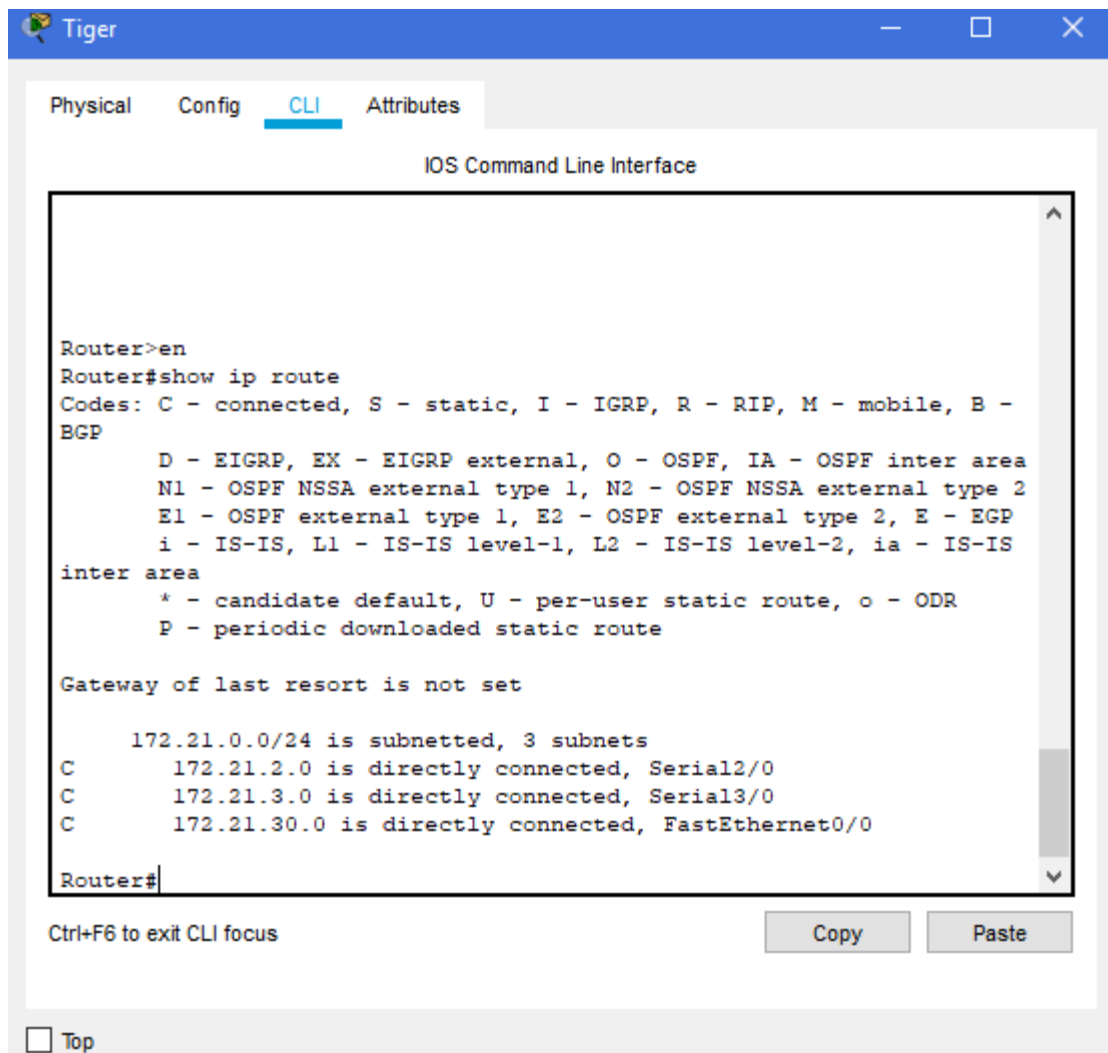 Tiger
Physical Config CLI Attributes
IOS Command Line Interface
Router>en
Router#show ip route
Codes: C - connected, S - static, I - IGRP, R - RIP, M - mobile, B -
BGP
D - EIGRP, EX - EIGRP external, O - OSPF, IA - OSPF inter area
N1 - OSPF NSSA external type 1, N2 - OSPF NSSA external type 2
E1 - OSPF external type 1, E2 - OSPF external type 2, E - EGP
i - IS-IS, L1 - IS-IS level-1, L2 - IS-IS level-2, ia - IS-IS
inter area
* - candidate default, U - per-user static route, o - ODR
P - periodic downloaded static route
Gateway of last resort is not set
172.21.0.0/24 is subnetted, 3 subnets
C 172.21.2.0 is directly connected, Serial2/0
C 172.21.3.0 is directly connected, Serial3/0
C 172.21.30.0 is directly connected, FastEthernet0/0
Router#
Ctrl+F6 to exit CLI focus Copy Paste
Top